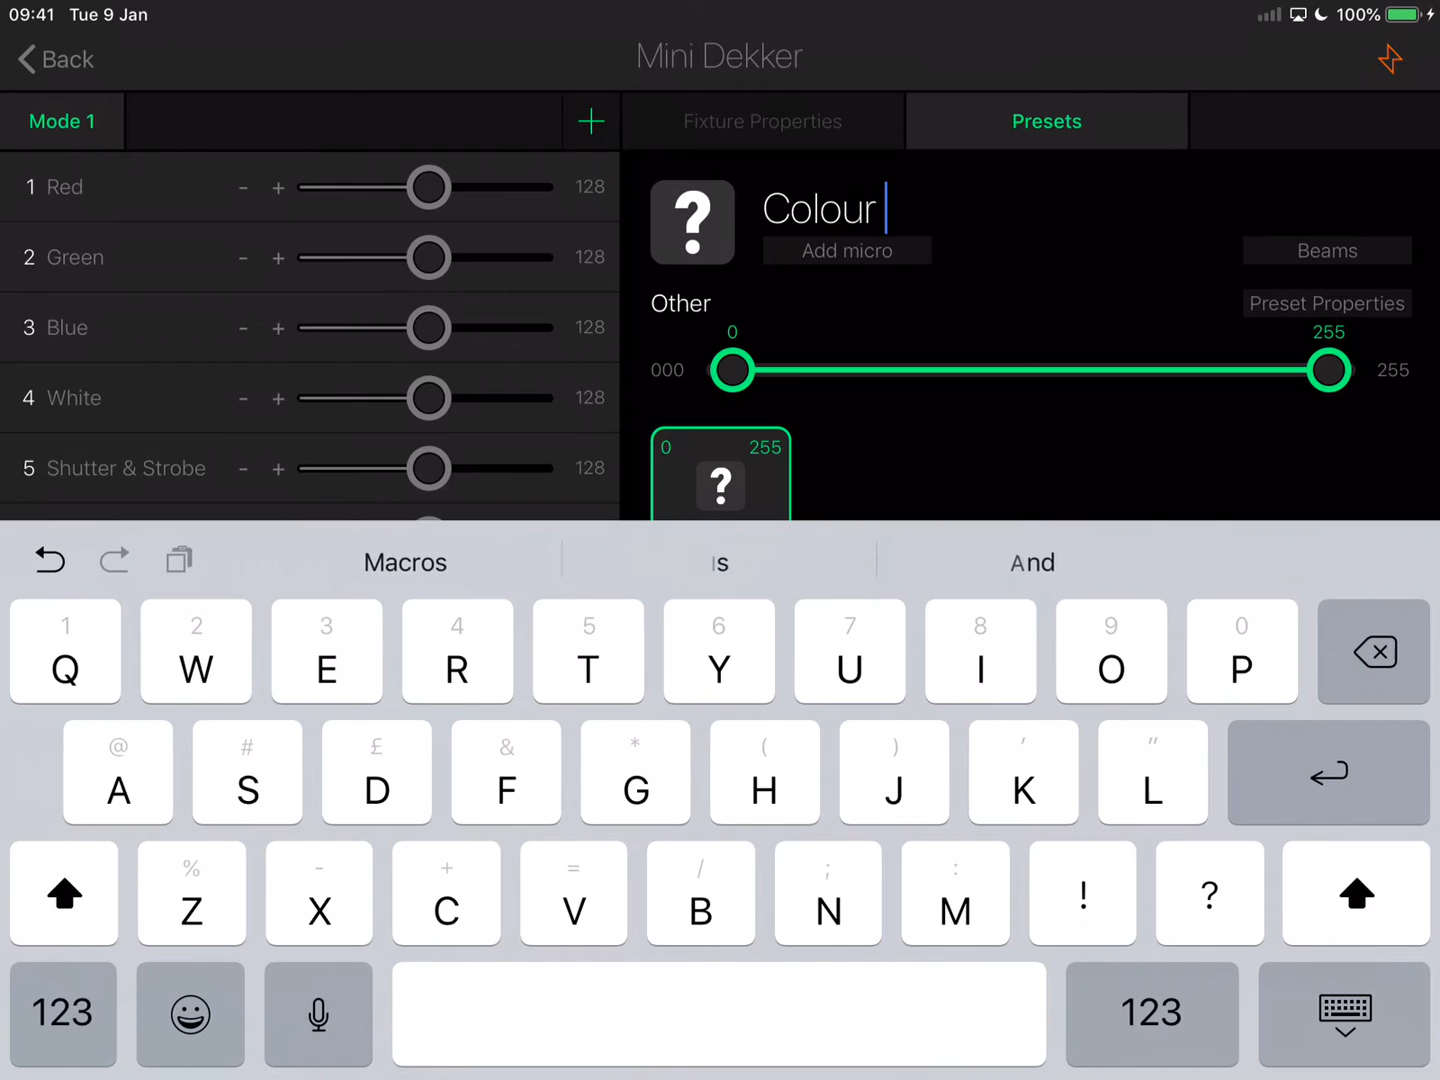 09:41 Tue 9 Jan 100%
Back Mini Dekker
Mode 1 + Fixture Properties Presets
1 Red - + 128
2 Green - + 128
3 Blue - + 128
4 White - + 128
5 Shutter & Strobe - + 128
? Colour
Add micro Beams
Other Preset Properties
0 255
000 255
0 255
?
Macros Is And
1 2 3 4 5 6 7 8 9 0
Q W E R T Y U I O P
@ # £ & * ( ) ' "
A S D F G H J K L
% - + = / ; :
Z X C V B N M ! ?
123 123